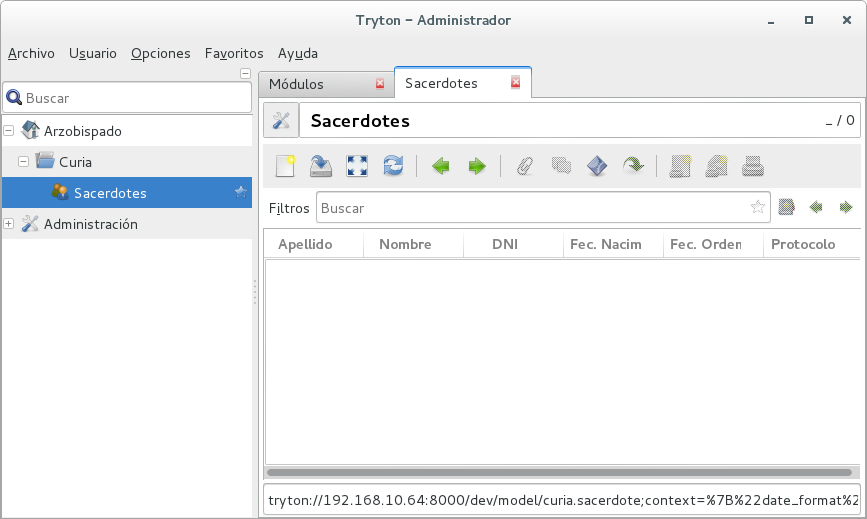 Tryton - Administrador
Archivo Usuario Opciones Favoritos Ayuda
Buscar
Arzobispado
Curia
Sacerdotes
Administración
Módulos Sacerdotes
Sacerdotes _ / 0
Filtros Buscar
Apellido Nombre DNI Fec. Nacim Fec. Orden Protocolo
tryton://192.168.10.64:8000/dev/model/curia.sacerdote;context=%7B%22date_format%2